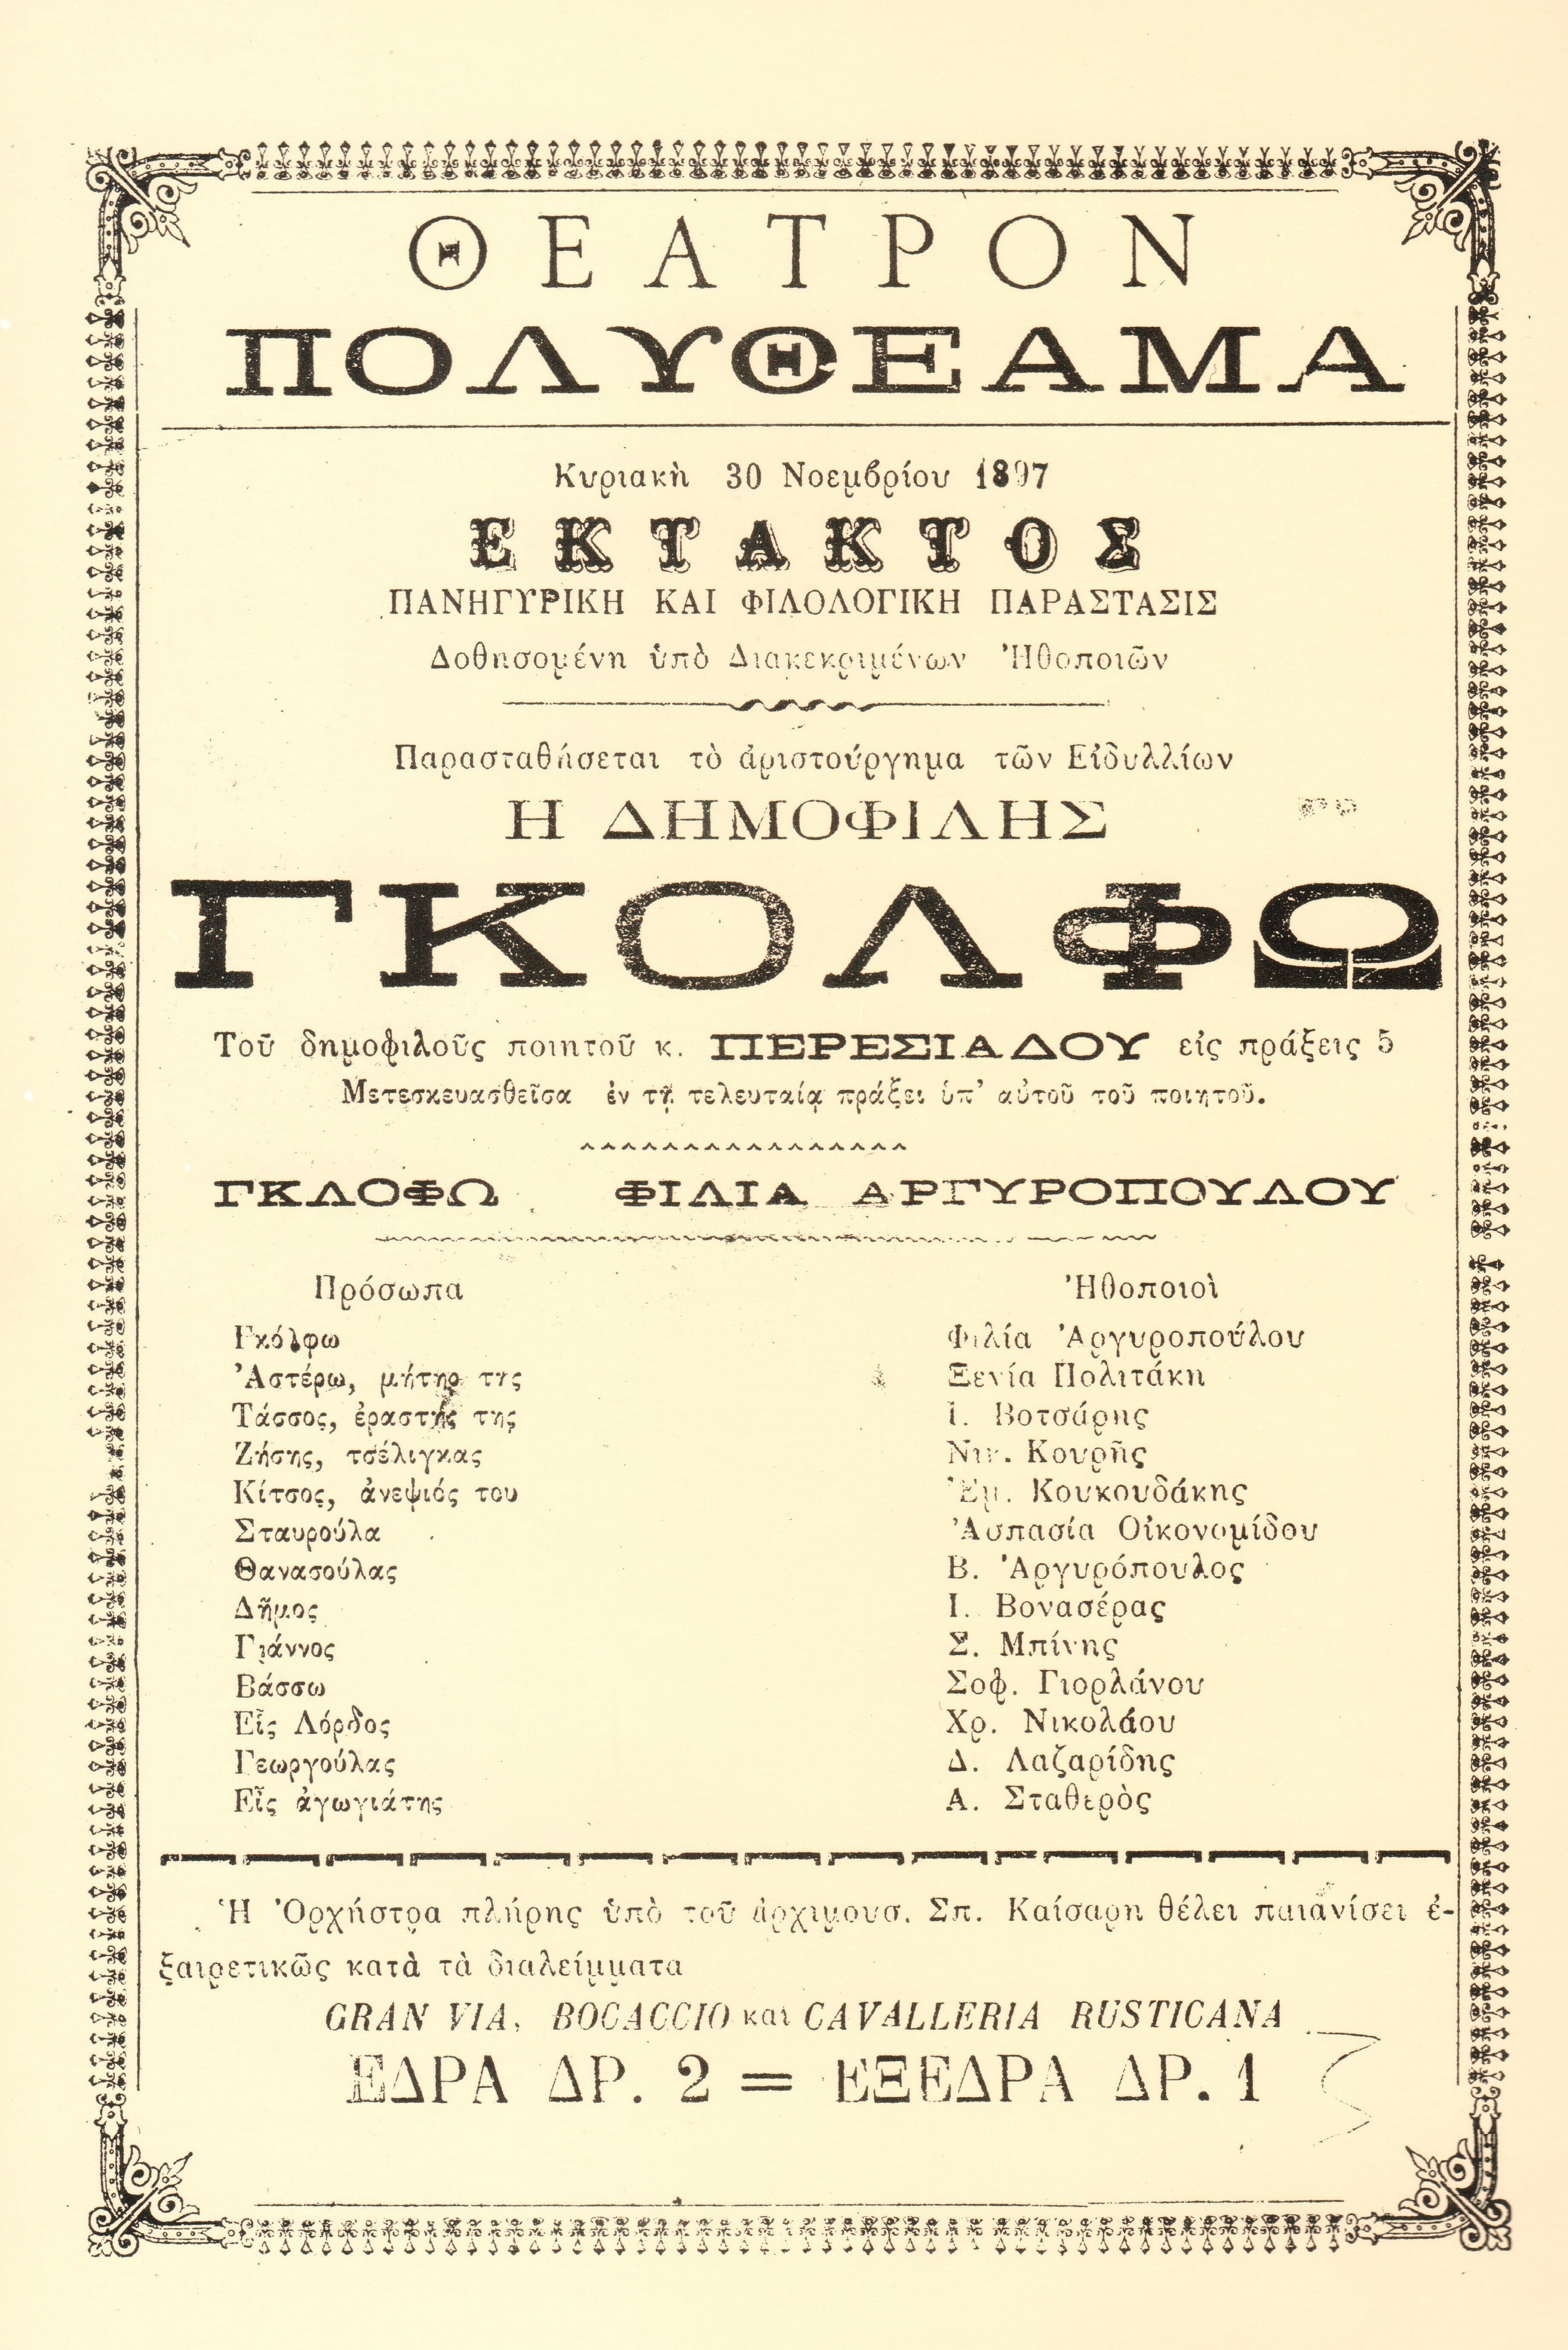 ΘΕΑΤΡΟΝ
ΠΟΛΥΘΕΑΜΑ
Κυριακὴ 30 Νοεμβρίου 1897
ΕΚΤΑΚΤΟΣ
ΠΑΝΗΓΥΡΙΚΗ ΚΑΙ ΦΙΛΟΛΟΓΙΚΗ ΠΑΡΑΣΤΑΣΙΣ
Δοθησομένη ὑπὸ Διακεκριμένων Ἠθοποιῶν
Παρασταθήσεται τὸ ἀριστούργημα τῶν Εἰδυλλίων
Η ΔΗΜΟΦΙΛΗΣ
ΓΚΟΛΦΩ
Τοῦ δημοφιλοῦς ποιητοῦ κ. ΠΕΡΕΣΙΑΔΟΥ εἰς πράξεις 5
Μετεσκευασθεῖσα ἐν τῇ τελευταίᾳ πράξει ὑπ' αὐτοῦ τοῦ ποιητοῦ.
ΓΚΛΟΦΩ ΦΙΛΙΑ ΑΡΓΥΡΟΠΟΥΛΟΥ
Πρόσωπα Ἠθοποιοὶ
Γκόλφω Φιλία Ἀργυροπούλου
Ἀστέρω, μήτηρ της Ξενία Πολιτάκη
Τάσσος, ἐραστής της Ι. Βοτσάρης
Ζήσης, τσέλιγκας Νικ. Κουρῆς
Κίτσος, ἀνεψιός του Ἐμ. Κουκουδάκης
Σταυρούλα Ἀσπασία Οἰκονομίδου
Θανασούλας Β. Ἀργυρόπουλος
Δῆμος Ι. Βονασέρας
Γιάννος Σ. Μπίνης
Βάσσω Σοφ. Γιορλάνου
Εἷς Λόρδος Χρ. Νικολάου
Γεωργούλας Δ. Λαζαρίδης
Εἷς ἀγωγιάτης Α. Σταθερὸς
Ἡ Ὀρχήστρα πλήρης ὑπὸ τοῦ ἀρχιμουσ. Σπ. Καίσαρη θέλει παιανίσει ἐ-
ξαιρετικῶς κατὰ τὰ διαλείμματα
GRAN VIA, BOCACCIO και CAVALLERIA RUSTICANA
ΕΔΡΑ ΔΡ. 2 = ΕΞΕΔΡΑ ΔΡ. 1